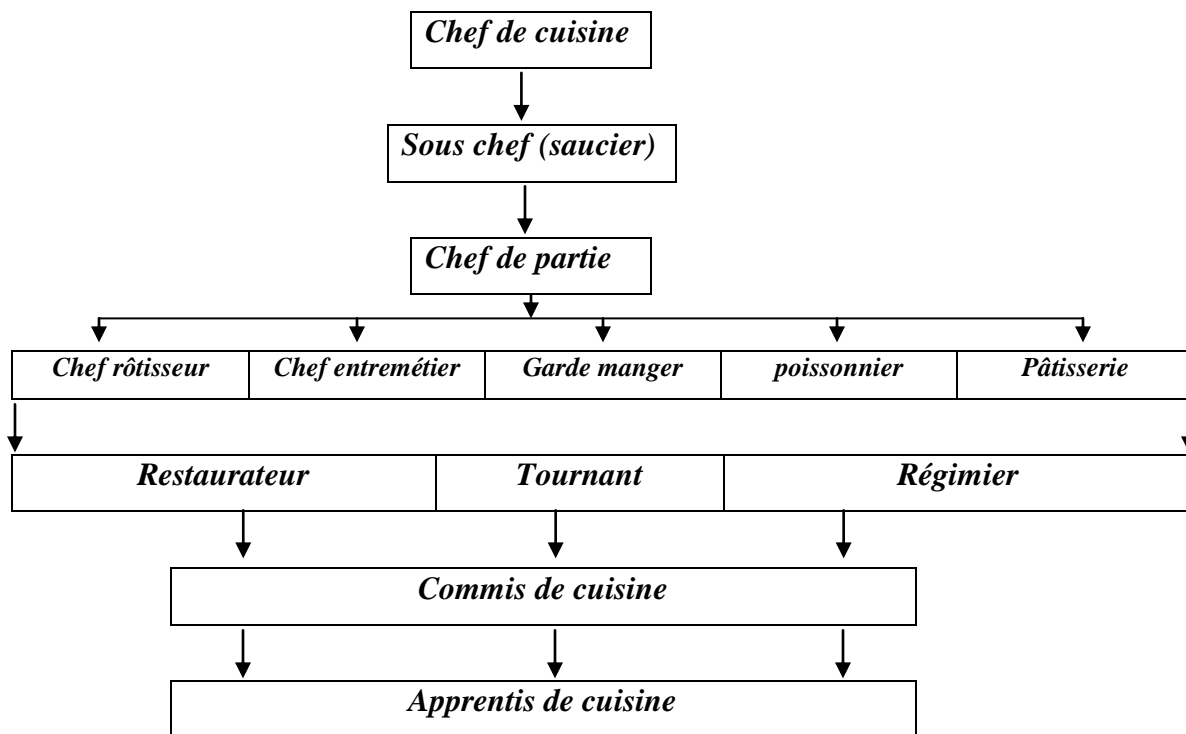 Chef de cuisine
Sous chef (saucier)
Chef de partie
Chef rôtisseur
Chef entremétier
Garde manger
poissonnier
Pâtisserie
Restaurateur
Tournant
Régimier
Commis de cuisine
Apprentis de cuisine